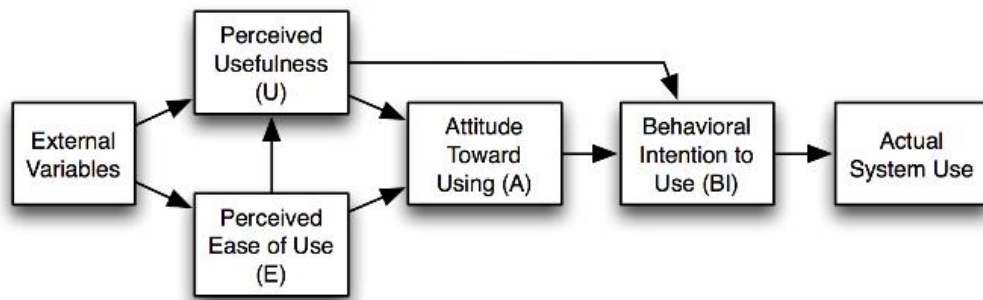 External
Variables
Perceived
Usefulness
(U)
Perceived
Ease of Use
(E)
Attitude
Toward
Using (A)
Behavioral
Intention to
Use (BI)
Actual
System Use